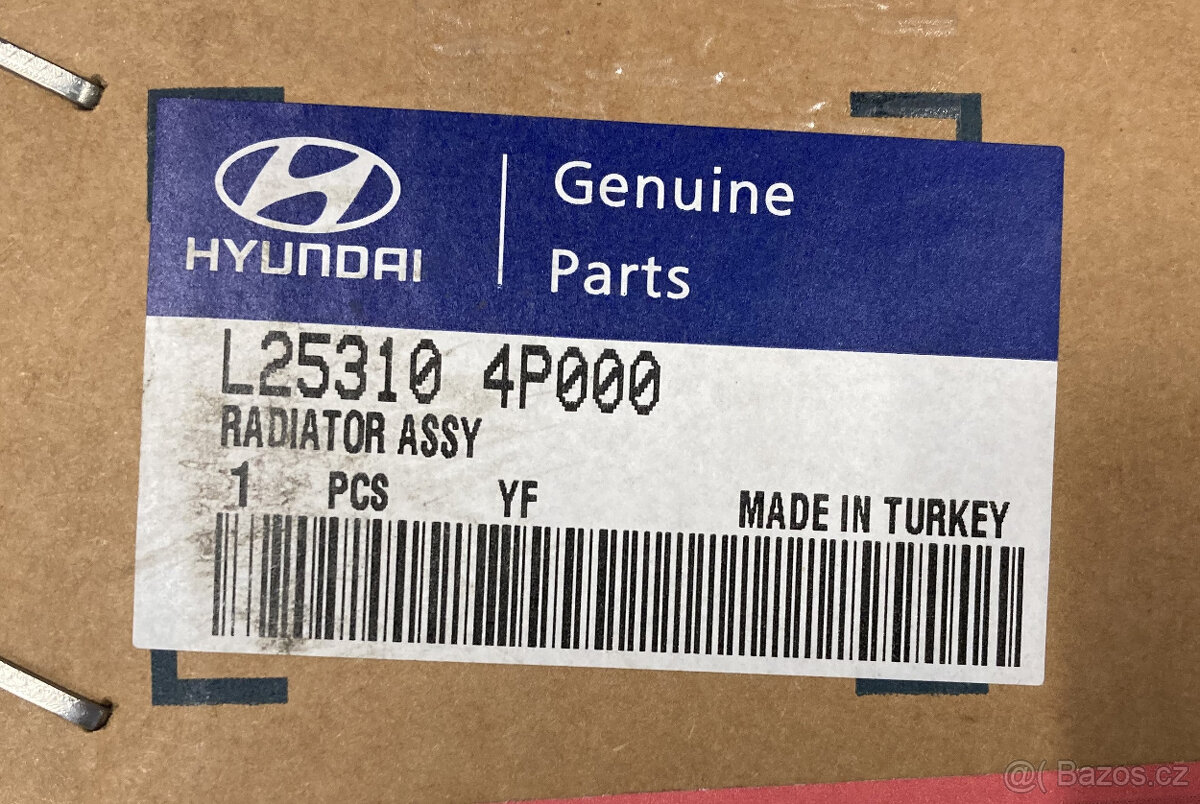 Genuine
Parts
HYUNDAI
L25310 4P000
RADIATOR ASSY
1 PCS YF MADE IN TURKEY
@( Bazos.cz